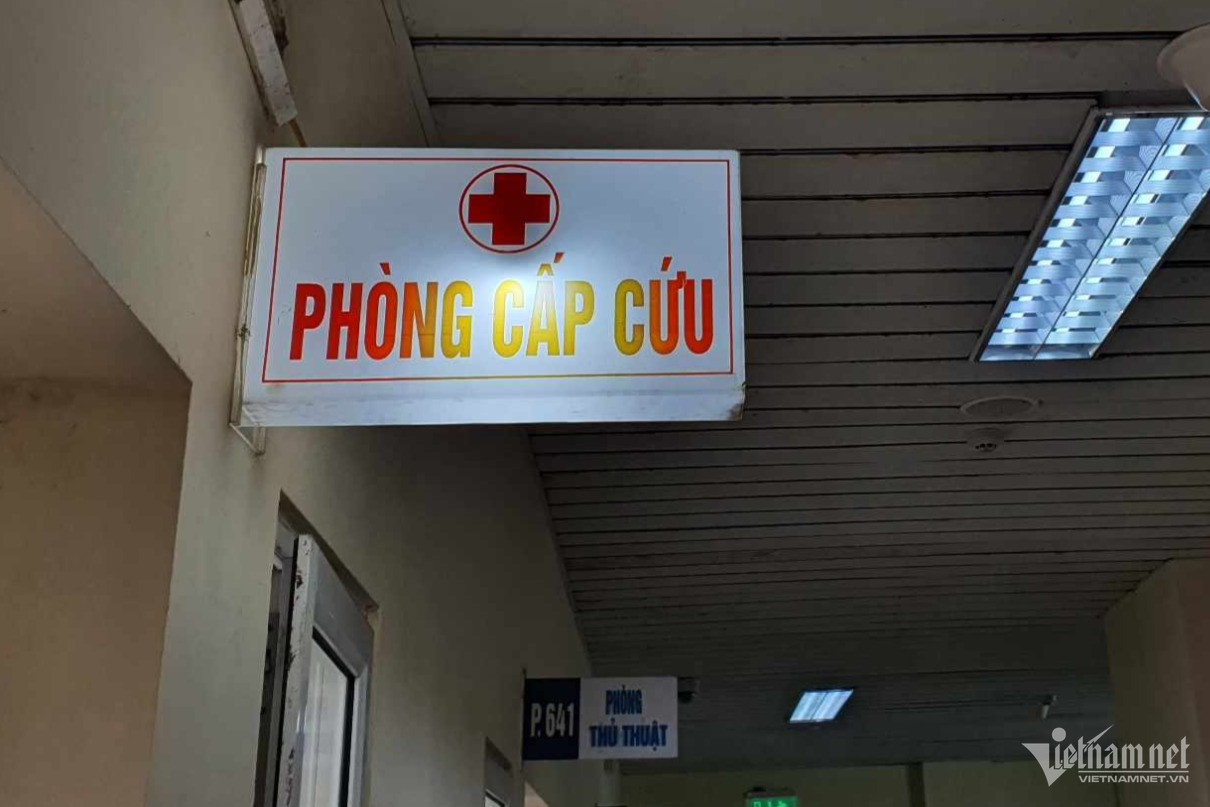 PHÒNG CẤP CỨU
P. 641
PHÒNG
THỦ THUẬT
Vietnamnet
VIETNAMNET.VN